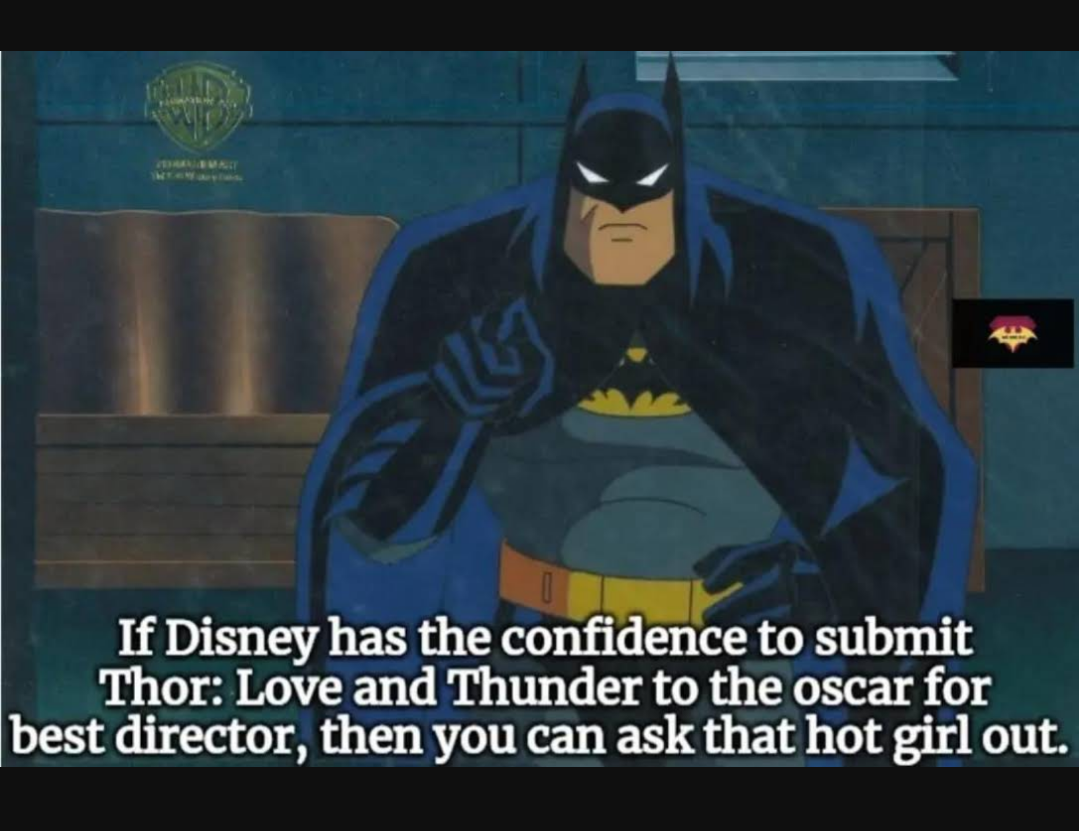 If Disney has the confidence to submit
Thor: Love and Thunder to the oscar for
best director, then you can ask that hot girl out.